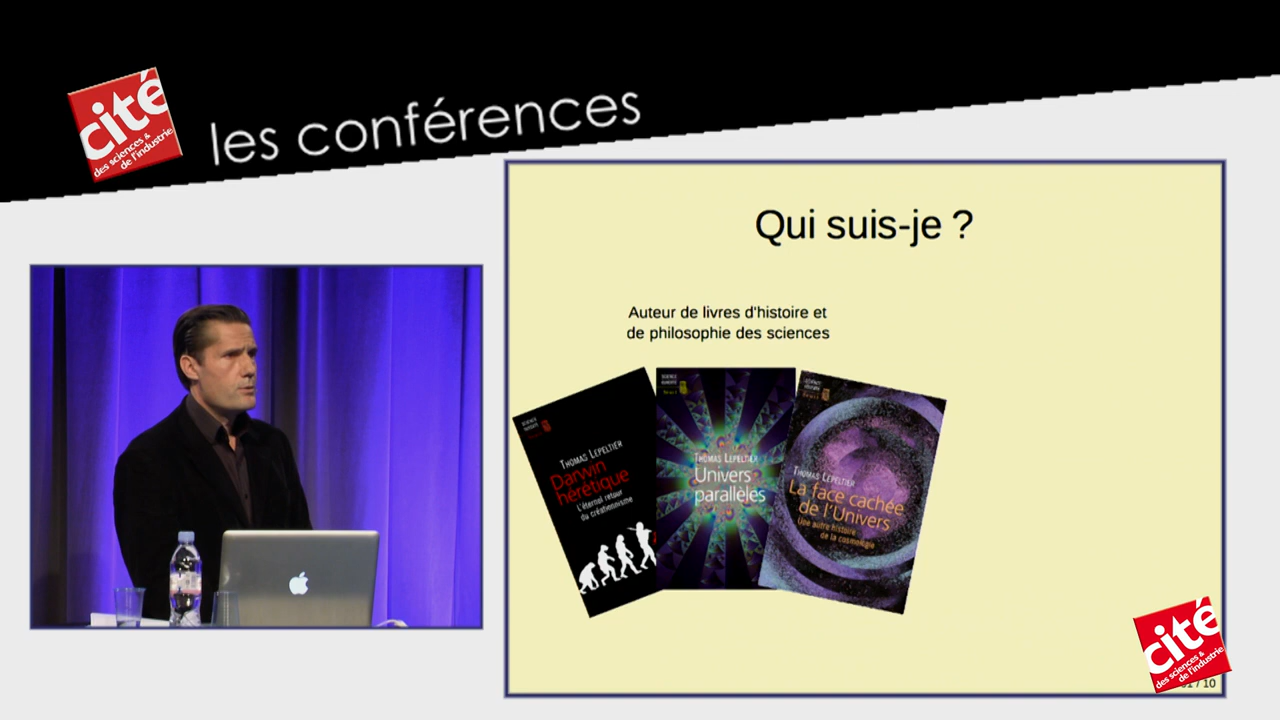 cité
des sciences &
de l'industrie
les conférences
Qui suis-je ?
Auteur de livres d'histoire et
de philosophie des sciences
THOMAS LEPELTIER
Darwin
hérétique
L'éternel retour
du créationnisme
THOMAS LEPELTIER
Univers
parallèles
THOMAS LEPELTIER
La face cachée
de l'Univers
Une autre histoire
de la cosmologie
cité
des sciences &
de l'industrie
/ 10